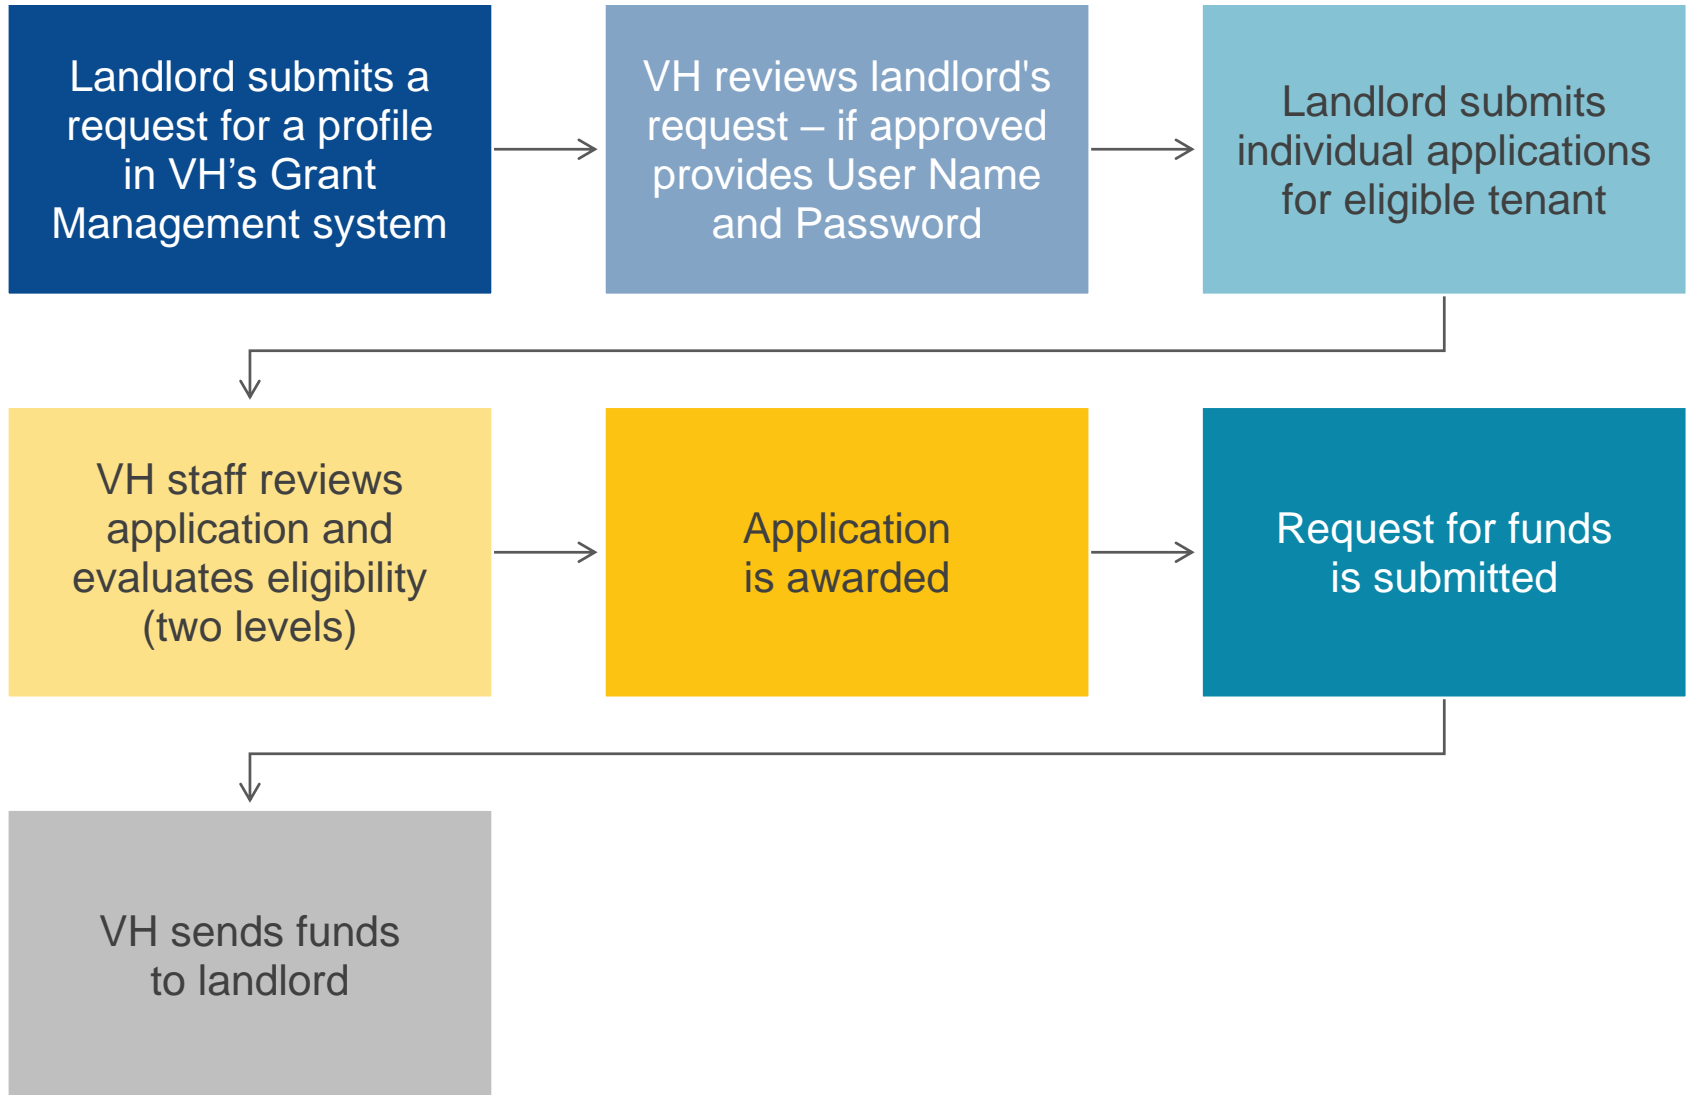 Landlord submits a
request for a profile
in VH’s Grant
Management system
VH reviews landlord's
request – if approved
provides User Name
and Password
Landlord submits
individual applications
for eligible tenant
VH staff reviews
application and
evaluates eligibility
(two levels)
Application
is awarded
Request for funds
is submitted
VH sends funds
to landlord